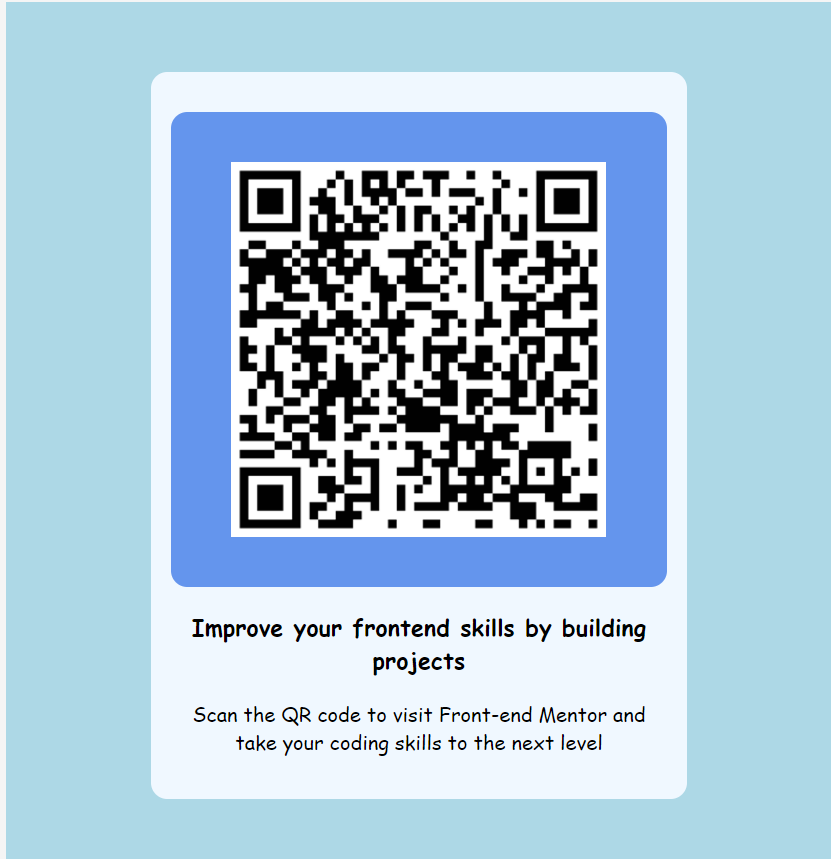 Improve your frontend skills by building
projects
Scan the QR code to visit Front-end Mentor and
take your coding skills to the next level